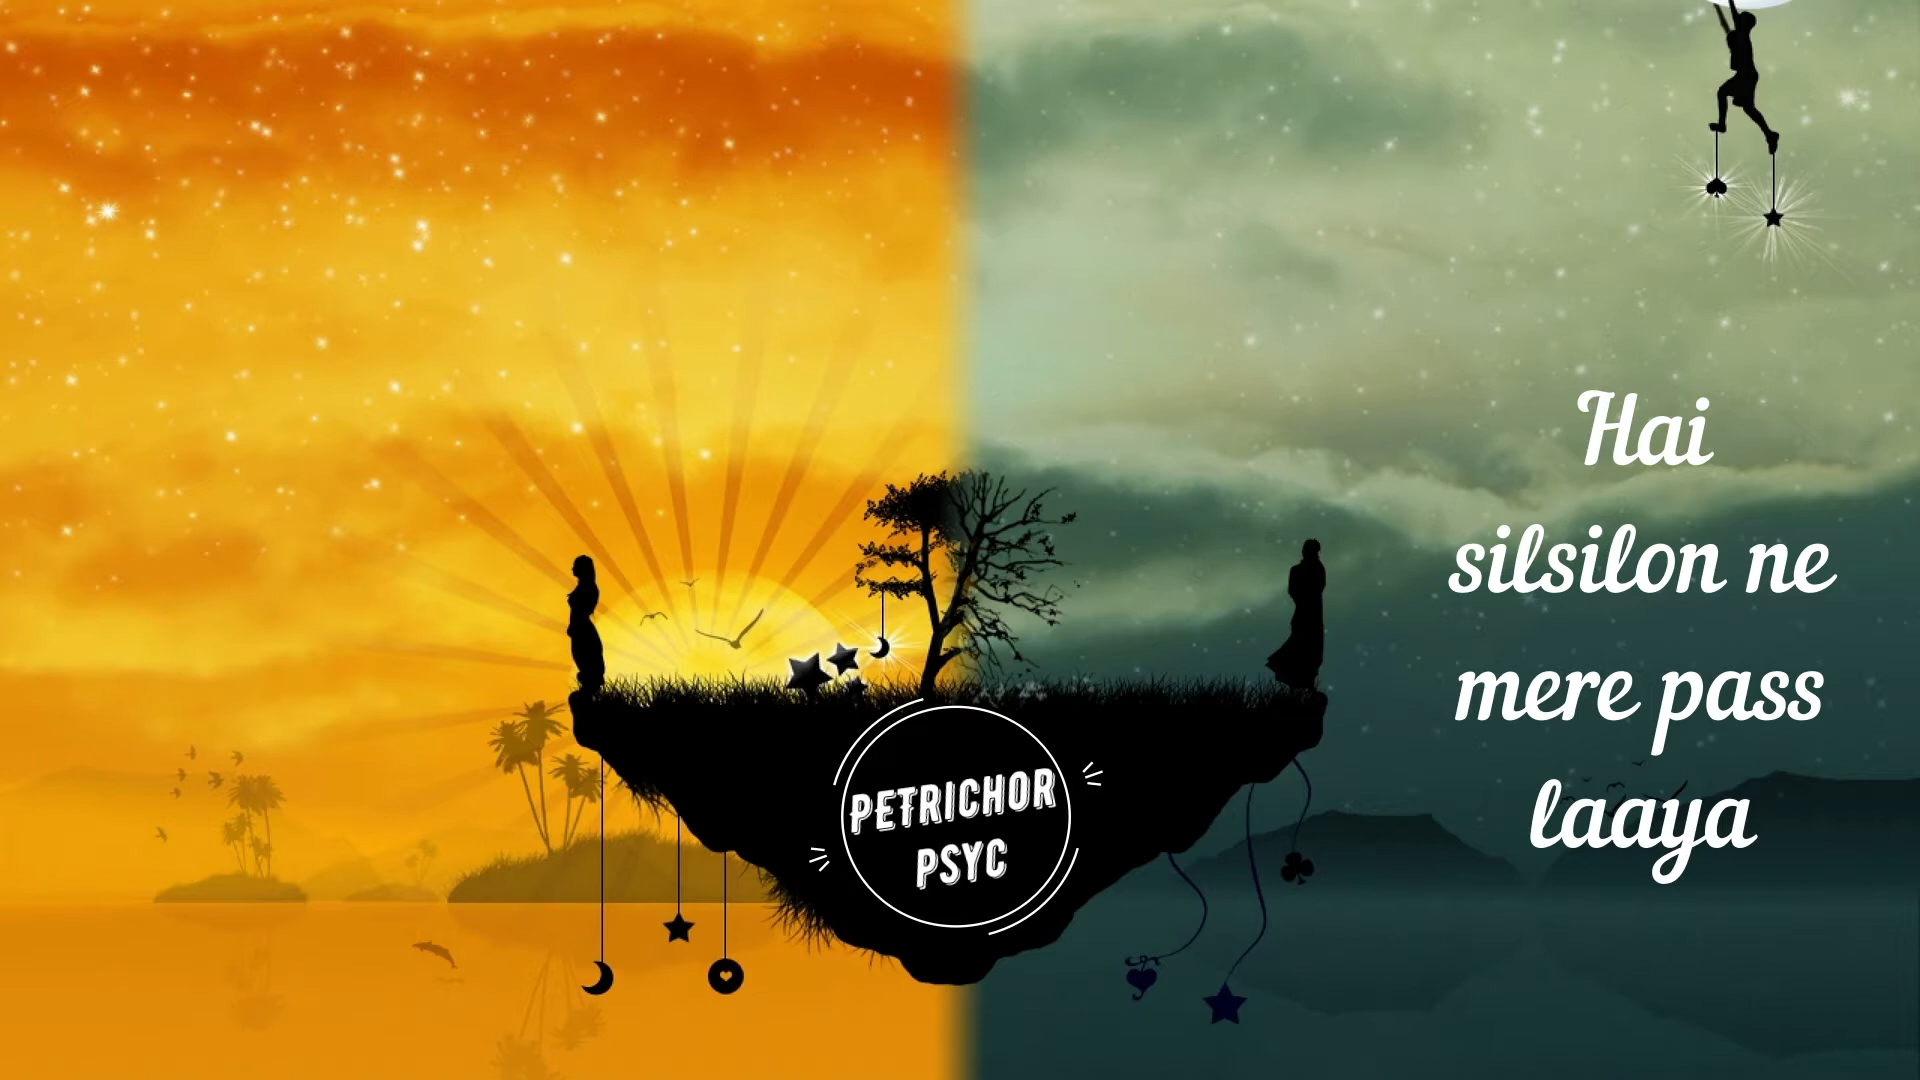 Hai
silsilon ne
mere pass
laaya
PETRICHOR
PSYC